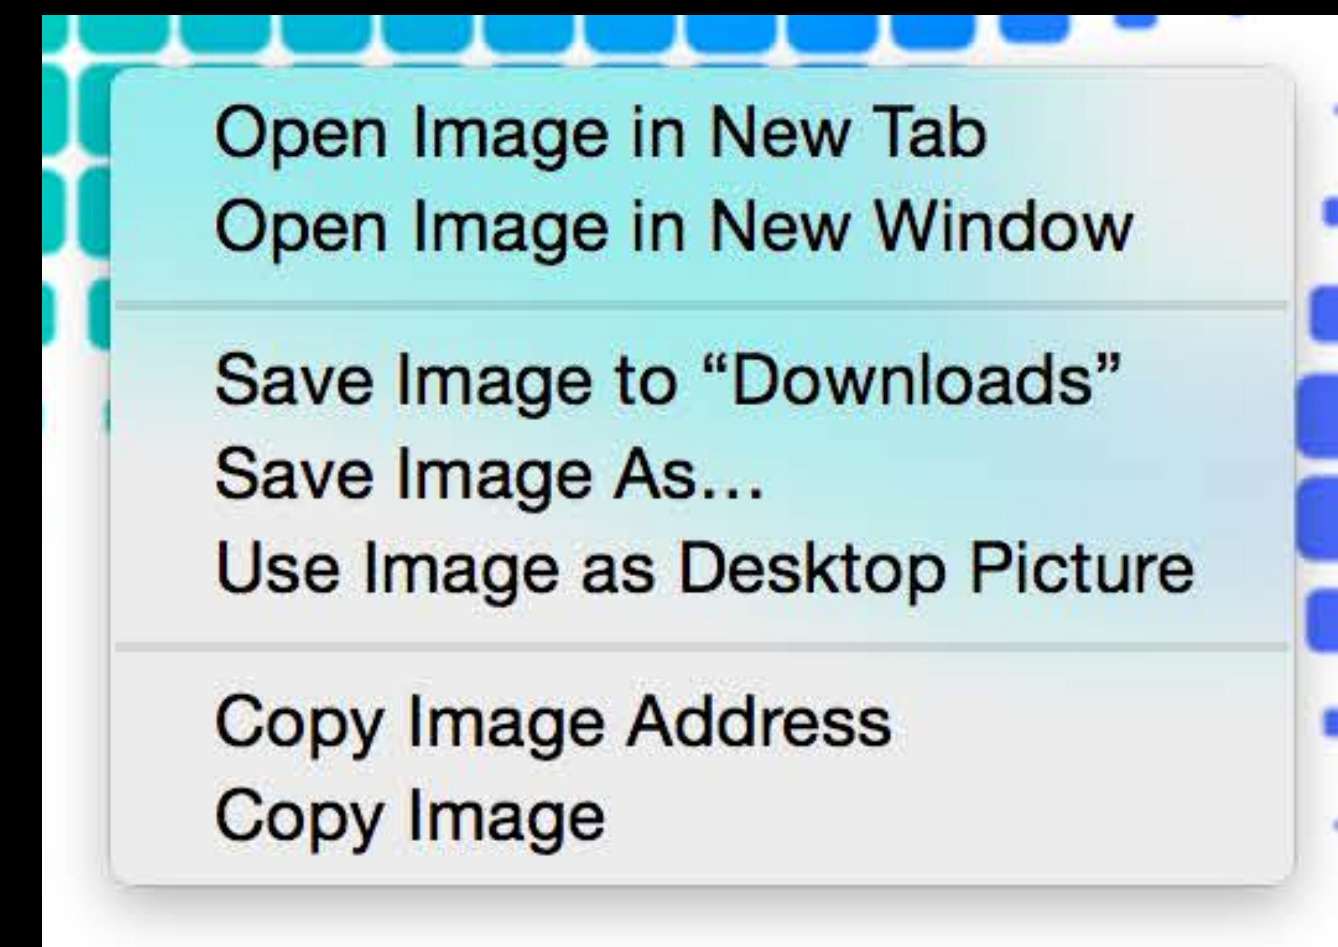 Open Image in New Tab
Open Image in New Window
Save Image to “Downloads”
Save Image As…
Use Image as Desktop Picture
Copy Image Address
Copy Image